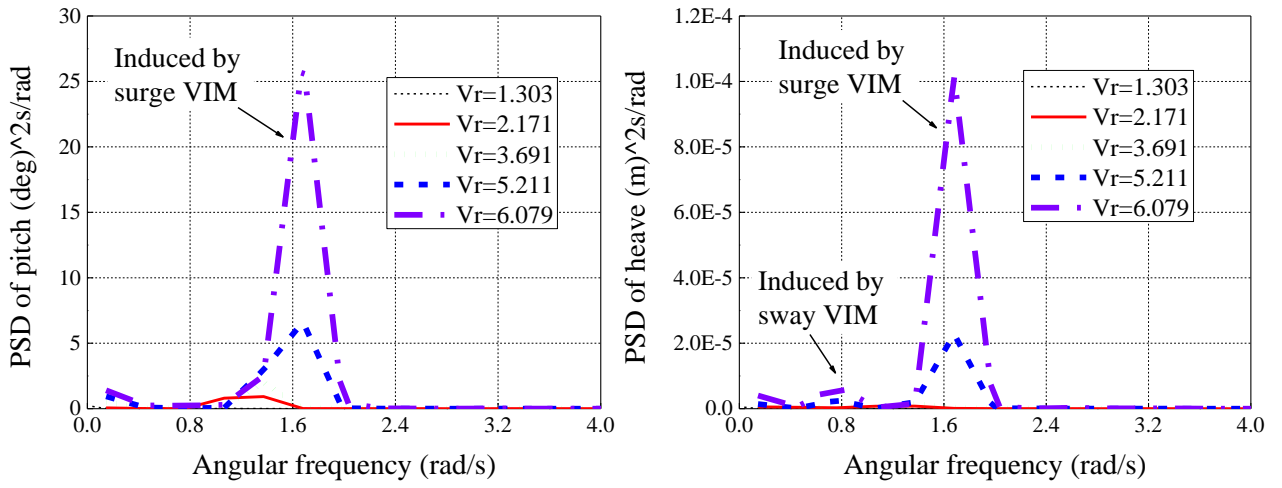 30
25
20
15
10
5
0
PSD of pitch (deg)^2s/rad
Induced by
surge VIM
Vr=1.303
Vr=2.171
Vr=3.691
Vr=5.211
Vr=6.079
0.0 0.8 1.6 2.4 3.2 4.0
Angular frequency (rad/s)
1.2E-4
1.0E-4
8.0E-5
6.0E-5
4.0E-5
2.0E-5
0.0
PSD of heave (m)^2s/rad
Induced by
surge VIM
Vr=1.303
Vr=2.171
Vr=3.691
Vr=5.211
Vr=6.079
Induced by
sway VIM
0.0 0.8 1.6 2.4 3.2 4.0
Angular frequency (rad/s)